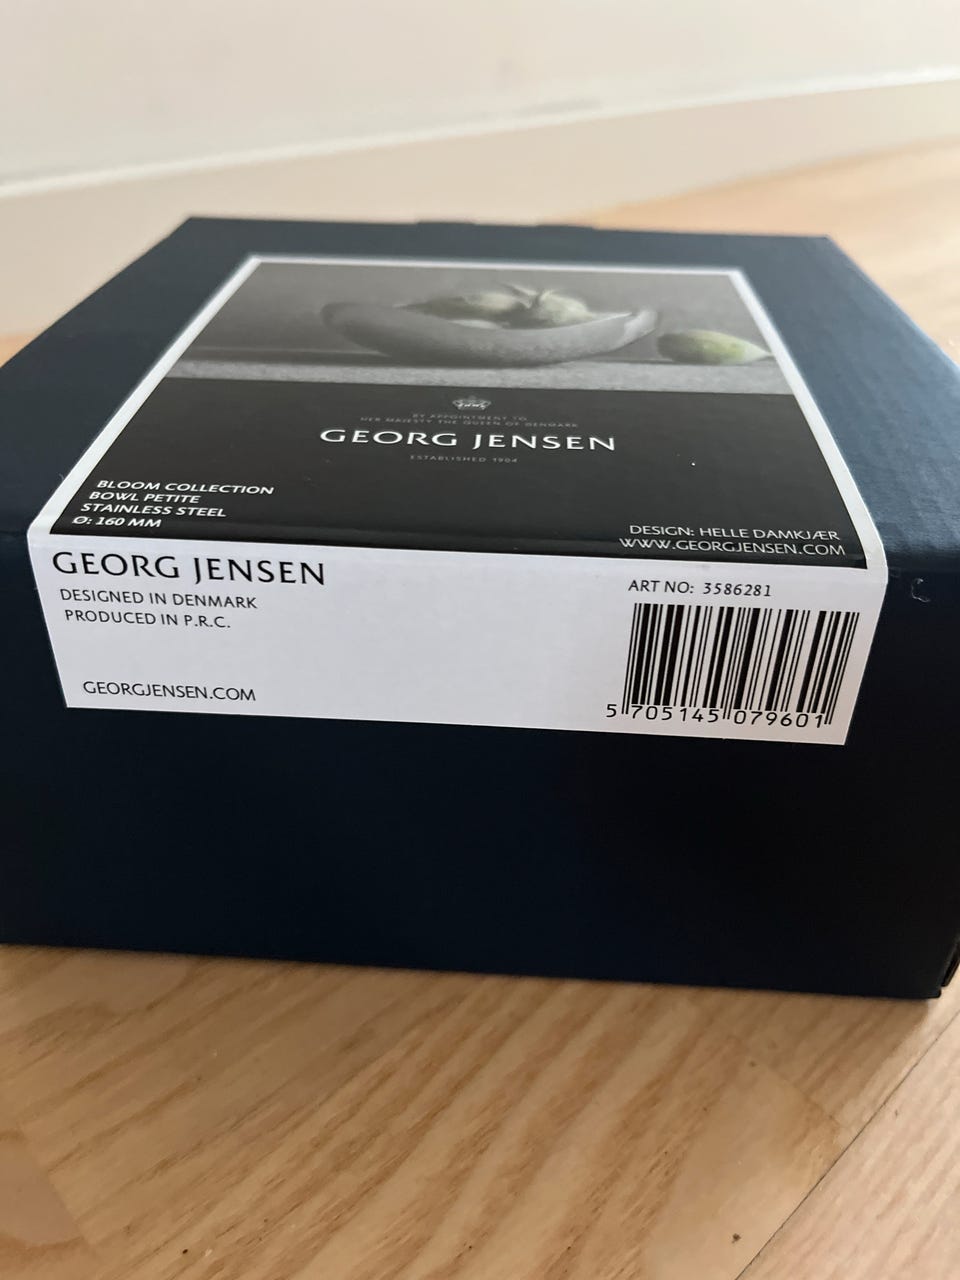 BY APPOINTMENT TO
HER MAJESTY THE QUEEN OF DENMARK
GEORG JENSEN
ESTABLISHED 1904
BLOOM COLLECTION
BOWL PETITE
STAINLESS STEEL
Ø: 160 MM
DESIGN: HELLE DAMKJÆR
WWW.GEORGJENSEN.COM
GEORG JENSEN
DESIGNED IN DENMARK
PRODUCED IN P.R.C.
GEORGJENSEN.COM
ART NO: 3586281
5 705145 079601